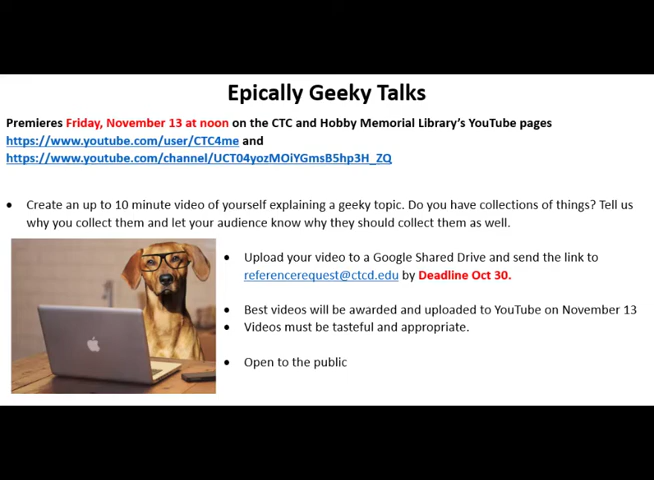 Epically Geeky Talks
Premieres Friday, November 13 at noon on the CTC and Hobby Memorial Library's YouTube pages
https://www.youtube.com/user/CTC4me and
https://www.youtube.com/channel/UCT04yozMOiYGmsB5hp3H_ZQ
• Create an up to 10 minute video of yourself explaining a geeky topic. Do you have collections of things? Tell us
why you collect them and let your audience know why they should collect them as well.
• Upload your video to a Google Shared Drive and send the link to
referencerequest@ctcd.edu by Deadline Oct 30.
• Best videos will be awarded and uploaded to YouTube on November 13
• Videos must be tasteful and appropriate.
• Open to the public